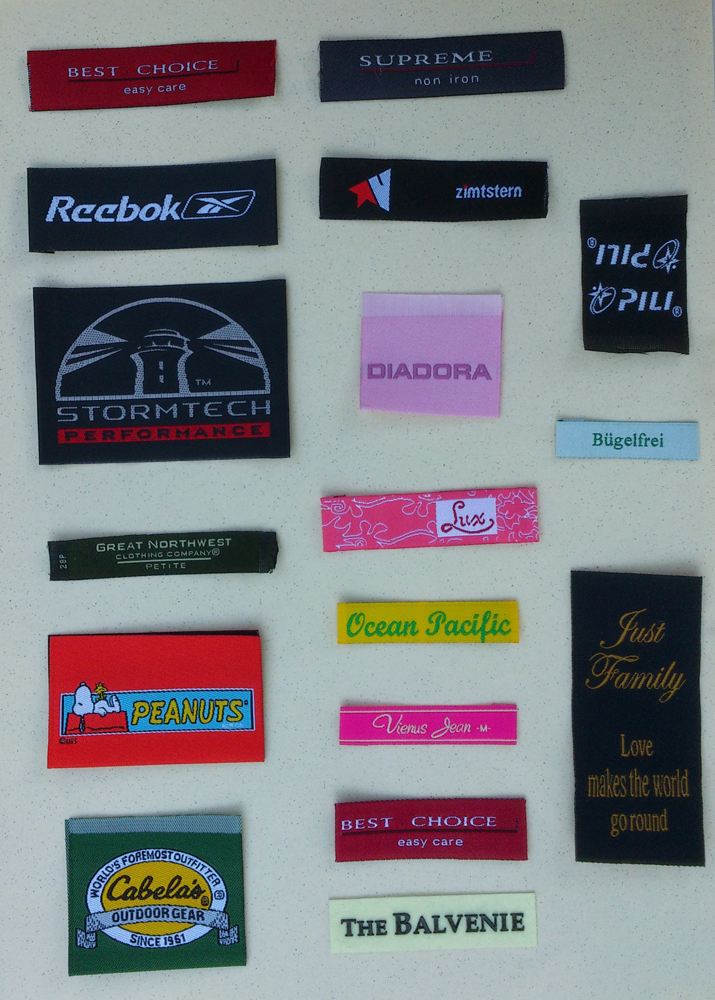 BEST CHOICE
easy care
SUPREME
non iron
Reebok
zimtstern
PILI®
PILI®
STORMTECH™
PERFORMANCE
DIADORA
Bügelfrei
Lux
GREAT NORTHWEST
CLOTHING COMPANY®
PETITE
28P
Ocean Pacific
Just
Family
Love
makes the world
go round
PEANUTS
Vienus Jean -M-
BEST CHOICE
easy care
WORLD'S FOREMOST OUTFITTER
Cabela's®
OUTDOOR GEAR
SINCE 1961
THE BALVENIE